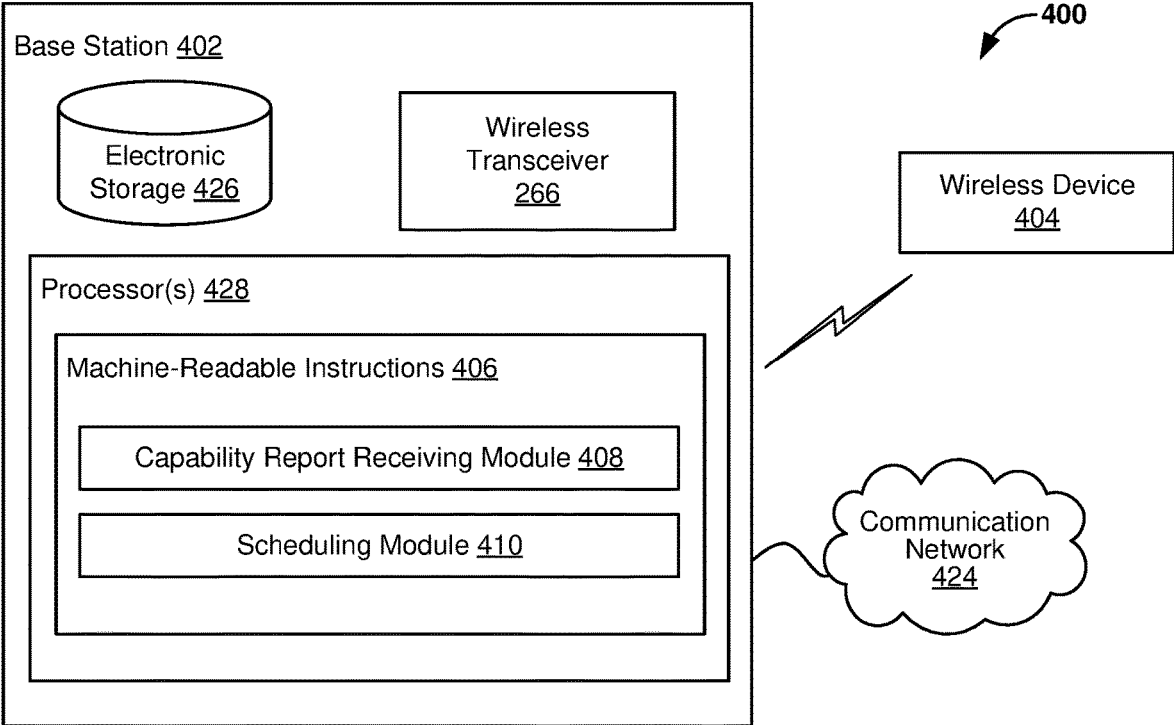 400
Base Station 402
Electronic
Storage 426
Wireless
Transceiver
266
Wireless Device
404
Processor(s) 428
Machine-Readable Instructions 406
Capability Report Receiving Module 408
Scheduling Module 410
Communication
Network
424